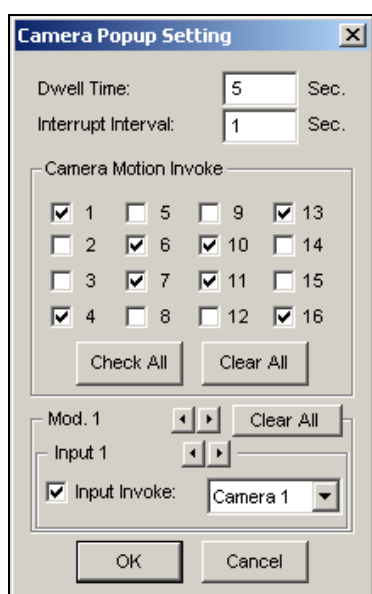 Camera Popup Setting
Dwell Time: 5 Sec.
Interrupt Interval: 1 Sec.
Camera Motion Invoke
1 5 9 13
2 6 10 14
3 7 11 15
4 8 12 16
Check All Clear All
Mod. 1 Clear All
Input 1
Input Invoke: Camera 1
OK Cancel